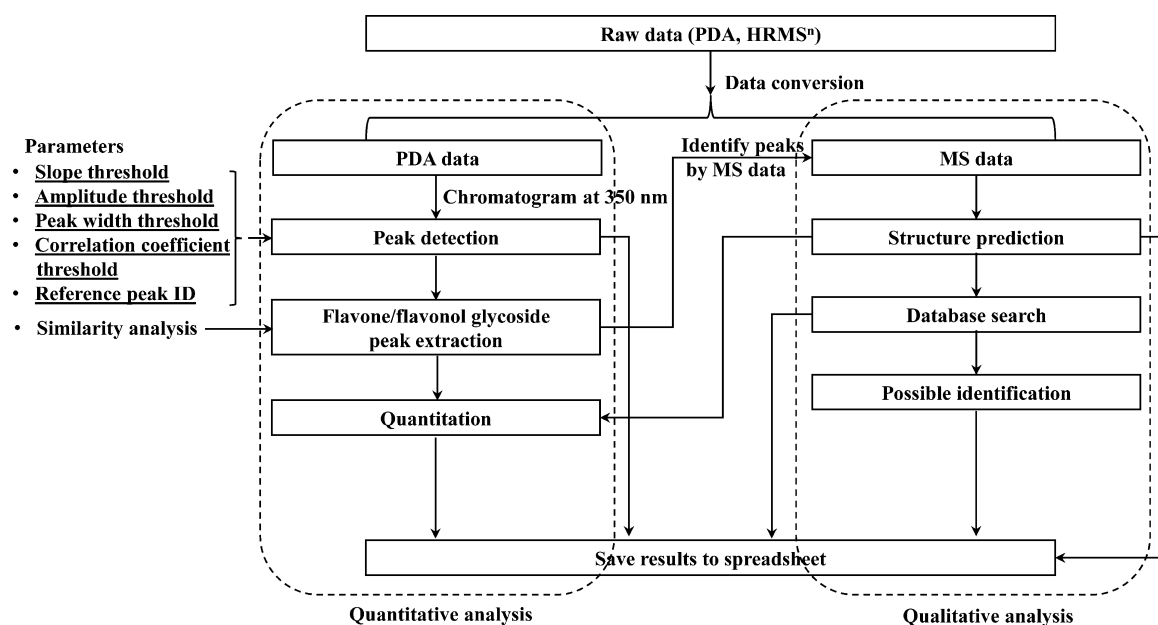 Raw data (PDA, HRMSⁿ)
Data conversion
Parameters
• Slope threshold
• Amplitude threshold
• Peak width threshold
• Correlation coefficient
threshold
• Reference peak ID
• Similarity analysis
PDA data
Chromatogram at 350 nm
Peak detection
Flavone/flavonol glycoside
peak extraction
Quantitation
Identify peaks
by MS data
MS data
Structure prediction
Database search
Possible identification
Save results to spreadsheet
Quantitative analysis
Qualitative analysis